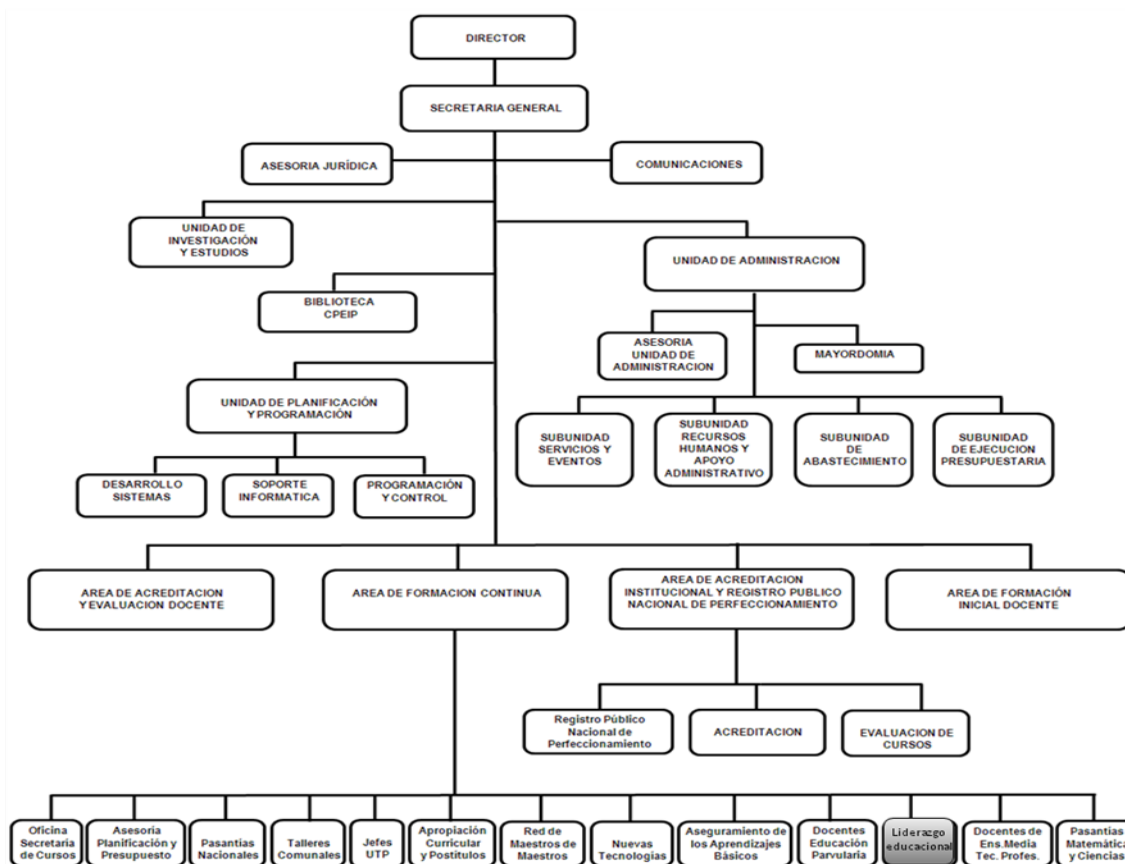 DIRECTOR
SECRETARIA GENERAL
ASESORIA JURÍDICA
COMUNICACIONES
UNIDAD DE
INVESTIGACIÓN
Y ESTUDIOS
UNIDAD DE ADMINISTRACION
BIBLIOTECA
CPEIP
ASESORÍA
UNIDAD DE
ADMINISTRACION
MAYORDOMIA
UNIDAD DE PLANIFICACIÓN
Y PROGRAMACIÓN
SUBUNIDAD
SERVICIOS Y
EVENTOS
SUBUNIDAD
RECURSOS
HUMANOS Y
APOYO
ADMINISTRATIVO
SUBUNIDAD
DE
ABASTECIMIENTO
SUBUNIDAD
DE EJECUCION
PRESUPUESTARIA
DESARROLLO
SISTEMAS
SOPORTE
INFORMATICA
PROGRAMACIÓN
Y CONTROL
AREA DE ACREDITACION
Y EVALUACION DOCENTE
AREA DE FORMACION CONTINUA
AREA DE ACREDITACION
INSTITUCIONAL Y REGISTRO PUBLICO
NACIONAL DE PERFECCIONAMIENTO
AREA DE FORMACIÓN
INICIAL DOCENTE
Registro Público
Nacional de
Perfeccionamiento
ACREDITACION
EVALUACION DE
CURSOS
Oficina
Secretaria
de Cursos
Asesoria
Planificación y
Presupuesto
Pasantías
Nacionales
Talleres
Comunales
Jefes
UTP
Apropiación
Curricular
y Postítulos
Red de
Maestros de
Maestros
Nuevas
Tecnologías
Aseguramiento de
los Aprendizajes
Básicos
Docentes
Educación
Parvularia
Liderazgo
educacional
Docentes de
Ens.Media
Tec. Profes.
Pasantías
Matemática
y Ciencias